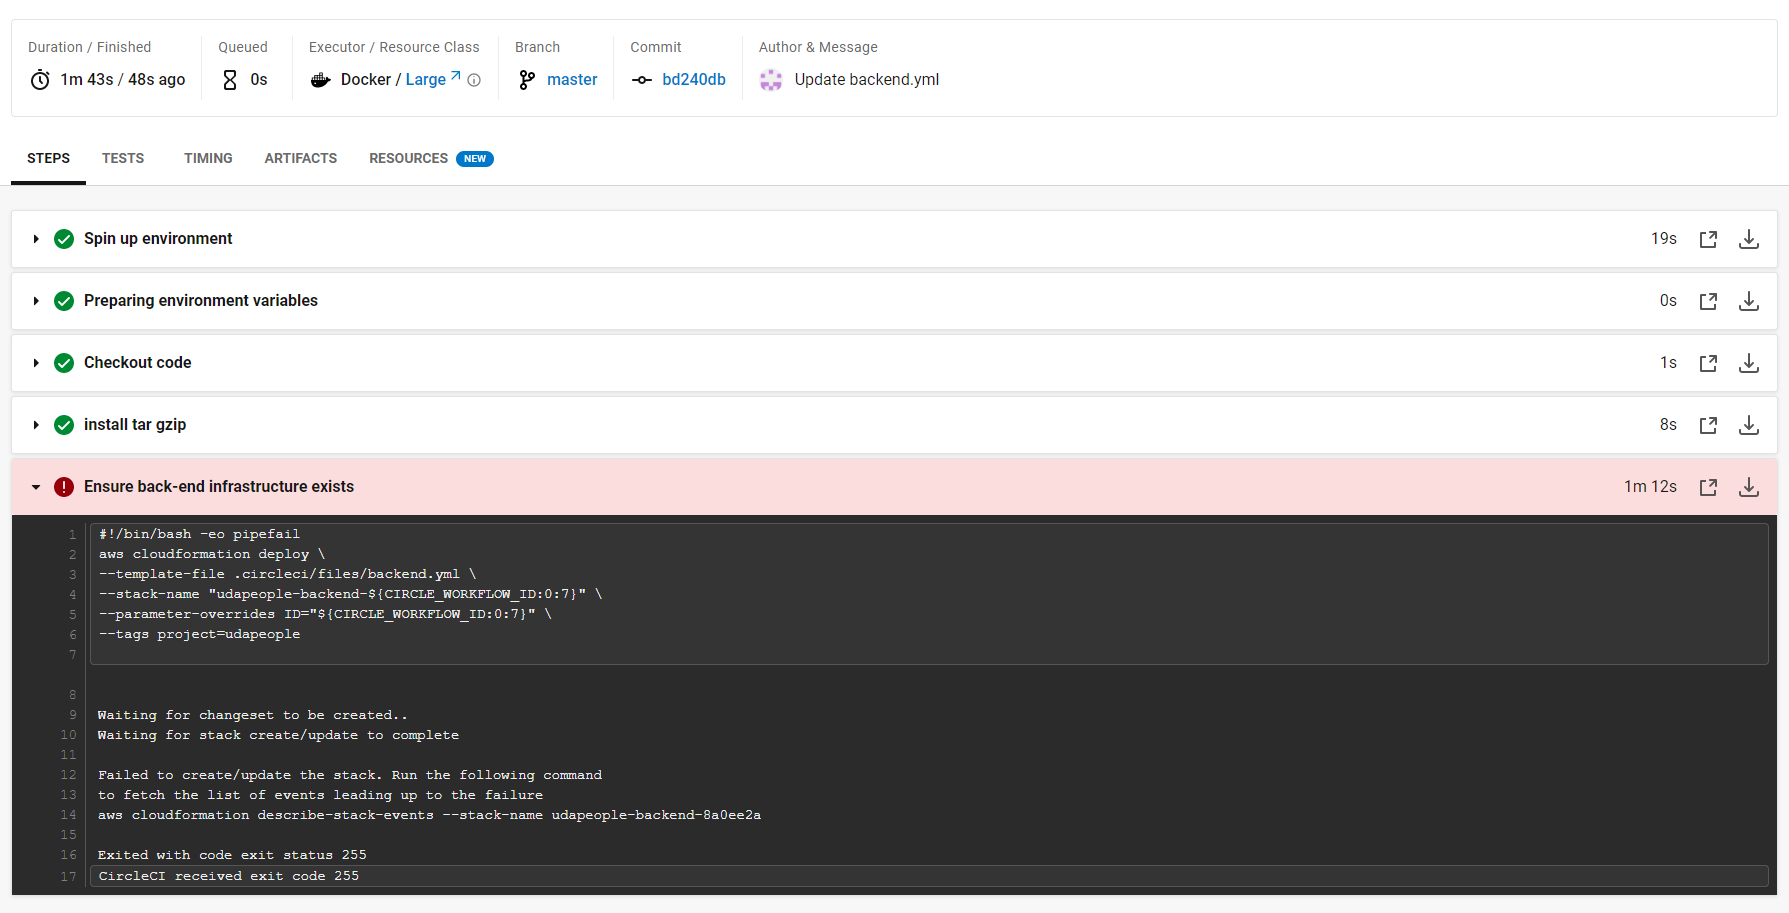 Duration / Finished
1m 43s / 48s ago
Queued
0s
Executor / Resource Class
Docker / Large
Branch
master
Commit
bd240db
Author & Message
Update backend.yml
STEPS TESTS TIMING ARTIFACTS RESOURCES NEW
Spin up environment 19s
Preparing environment variables 0s
Checkout code 1s
install tar gzip 8s
Ensure back-end infrastructure exists 1m 12s
1 #!/bin/bash -eo pipefail
2 aws cloudformation deploy \
3 --template-file .circleci/files/backend.yml \
4 --stack-name "udapeople-backend-${CIRCLE_WORKFLOW_ID:0:7}" \
5 --parameter-overrides ID="${CIRCLE_WORKFLOW_ID:0:7}" \
6 --tags project=udapeople
7
8
9 Waiting for changeset to be created..
10 Waiting for stack create/update to complete
11
12 Failed to create/update the stack. Run the following command
13 to fetch the list of events leading up to the failure
14 aws cloudformation describe-stack-events --stack-name udapeople-backend-8a0ee2a
15
16 Exited with code exit status 255
17 CircleCI received exit code 255